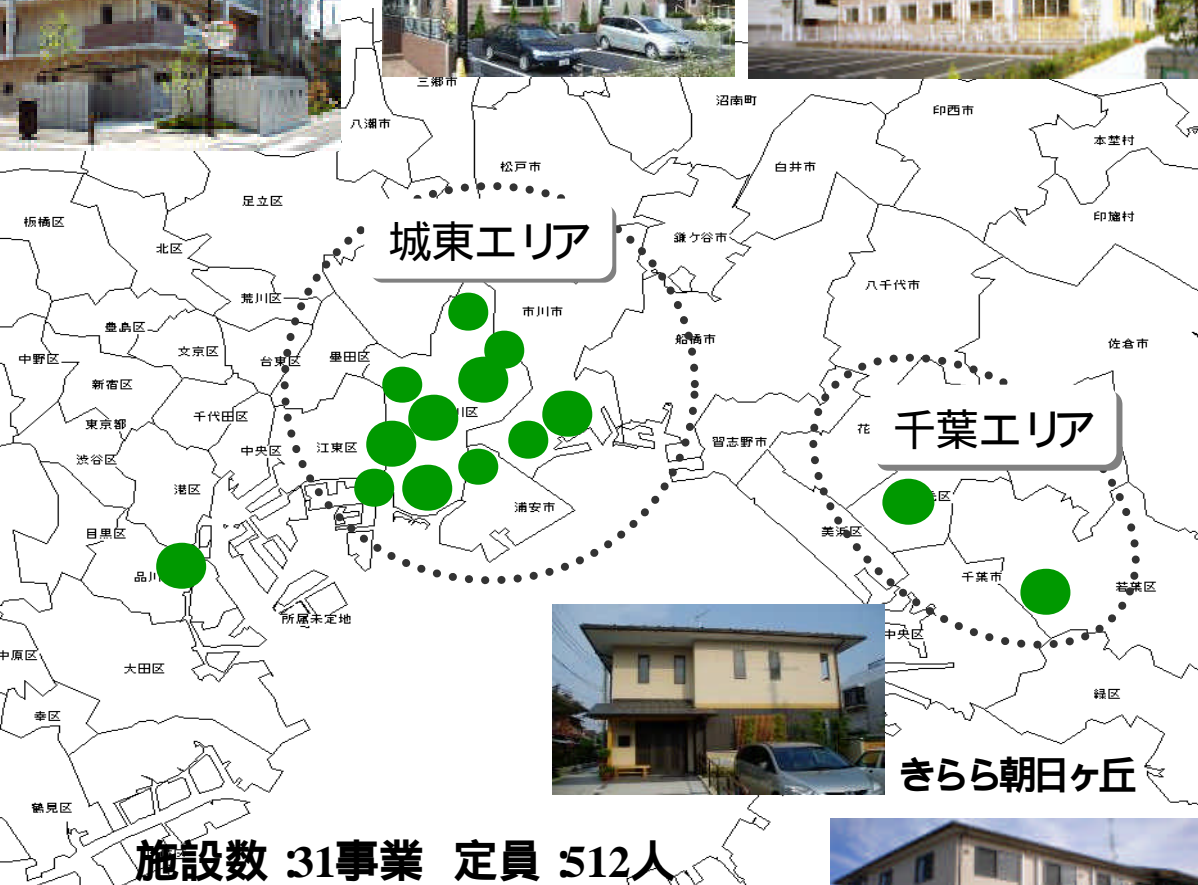 三郷市
沼南町
印西市
八潮市
本埜村
松戸市
白井市
足立区
板橋区
印旛村
城東エリア
鎌ヶ谷市
北区
八千代市
荒川区
市川市
豊島区
船橋市
佐倉市
中野区
文京区
台東区
墨田区
新宿区
千代田区
川区
東京都
千葉エリア
花
江東区
中央区
習志野市
渋谷区
港区
区
浦安市
目黒区
美浜区
品川
千葉市
若葉区
所属未定地
中央区
中原区
大田区
緑区
幸区
きらら朝日ヶ丘
鶴見区
施設数:31事業 定員:512人